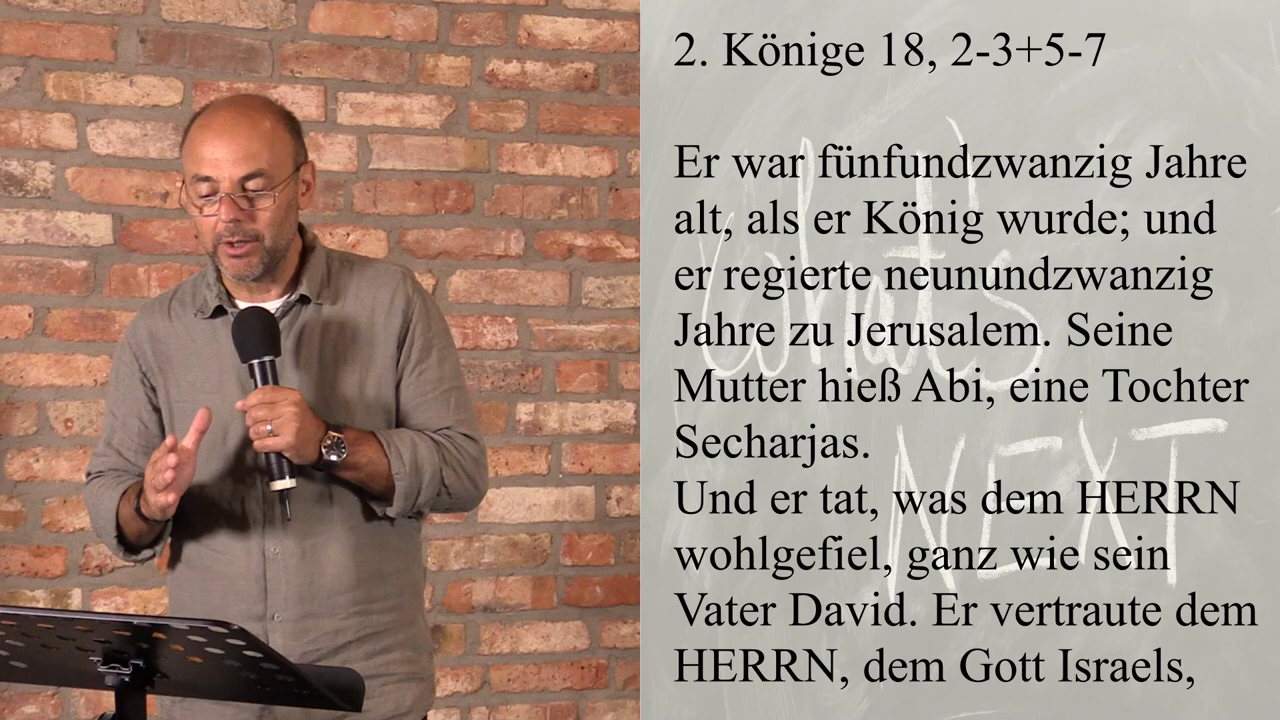 2. Könige 18, 2-3+5-7
Er war fünfundzwanzig Jahre
alt, als er König wurde; und
er regierte neunundzwanzig
Jahre zu Jerusalem. Seine
Mutter hieß Abi, eine Tochter
Secharjas.
Und er tat, was dem HERRN
wohlgefiel, ganz wie sein
Vater David. Er vertraute dem
HERRN, dem Gott Israels,
What's
NEXT